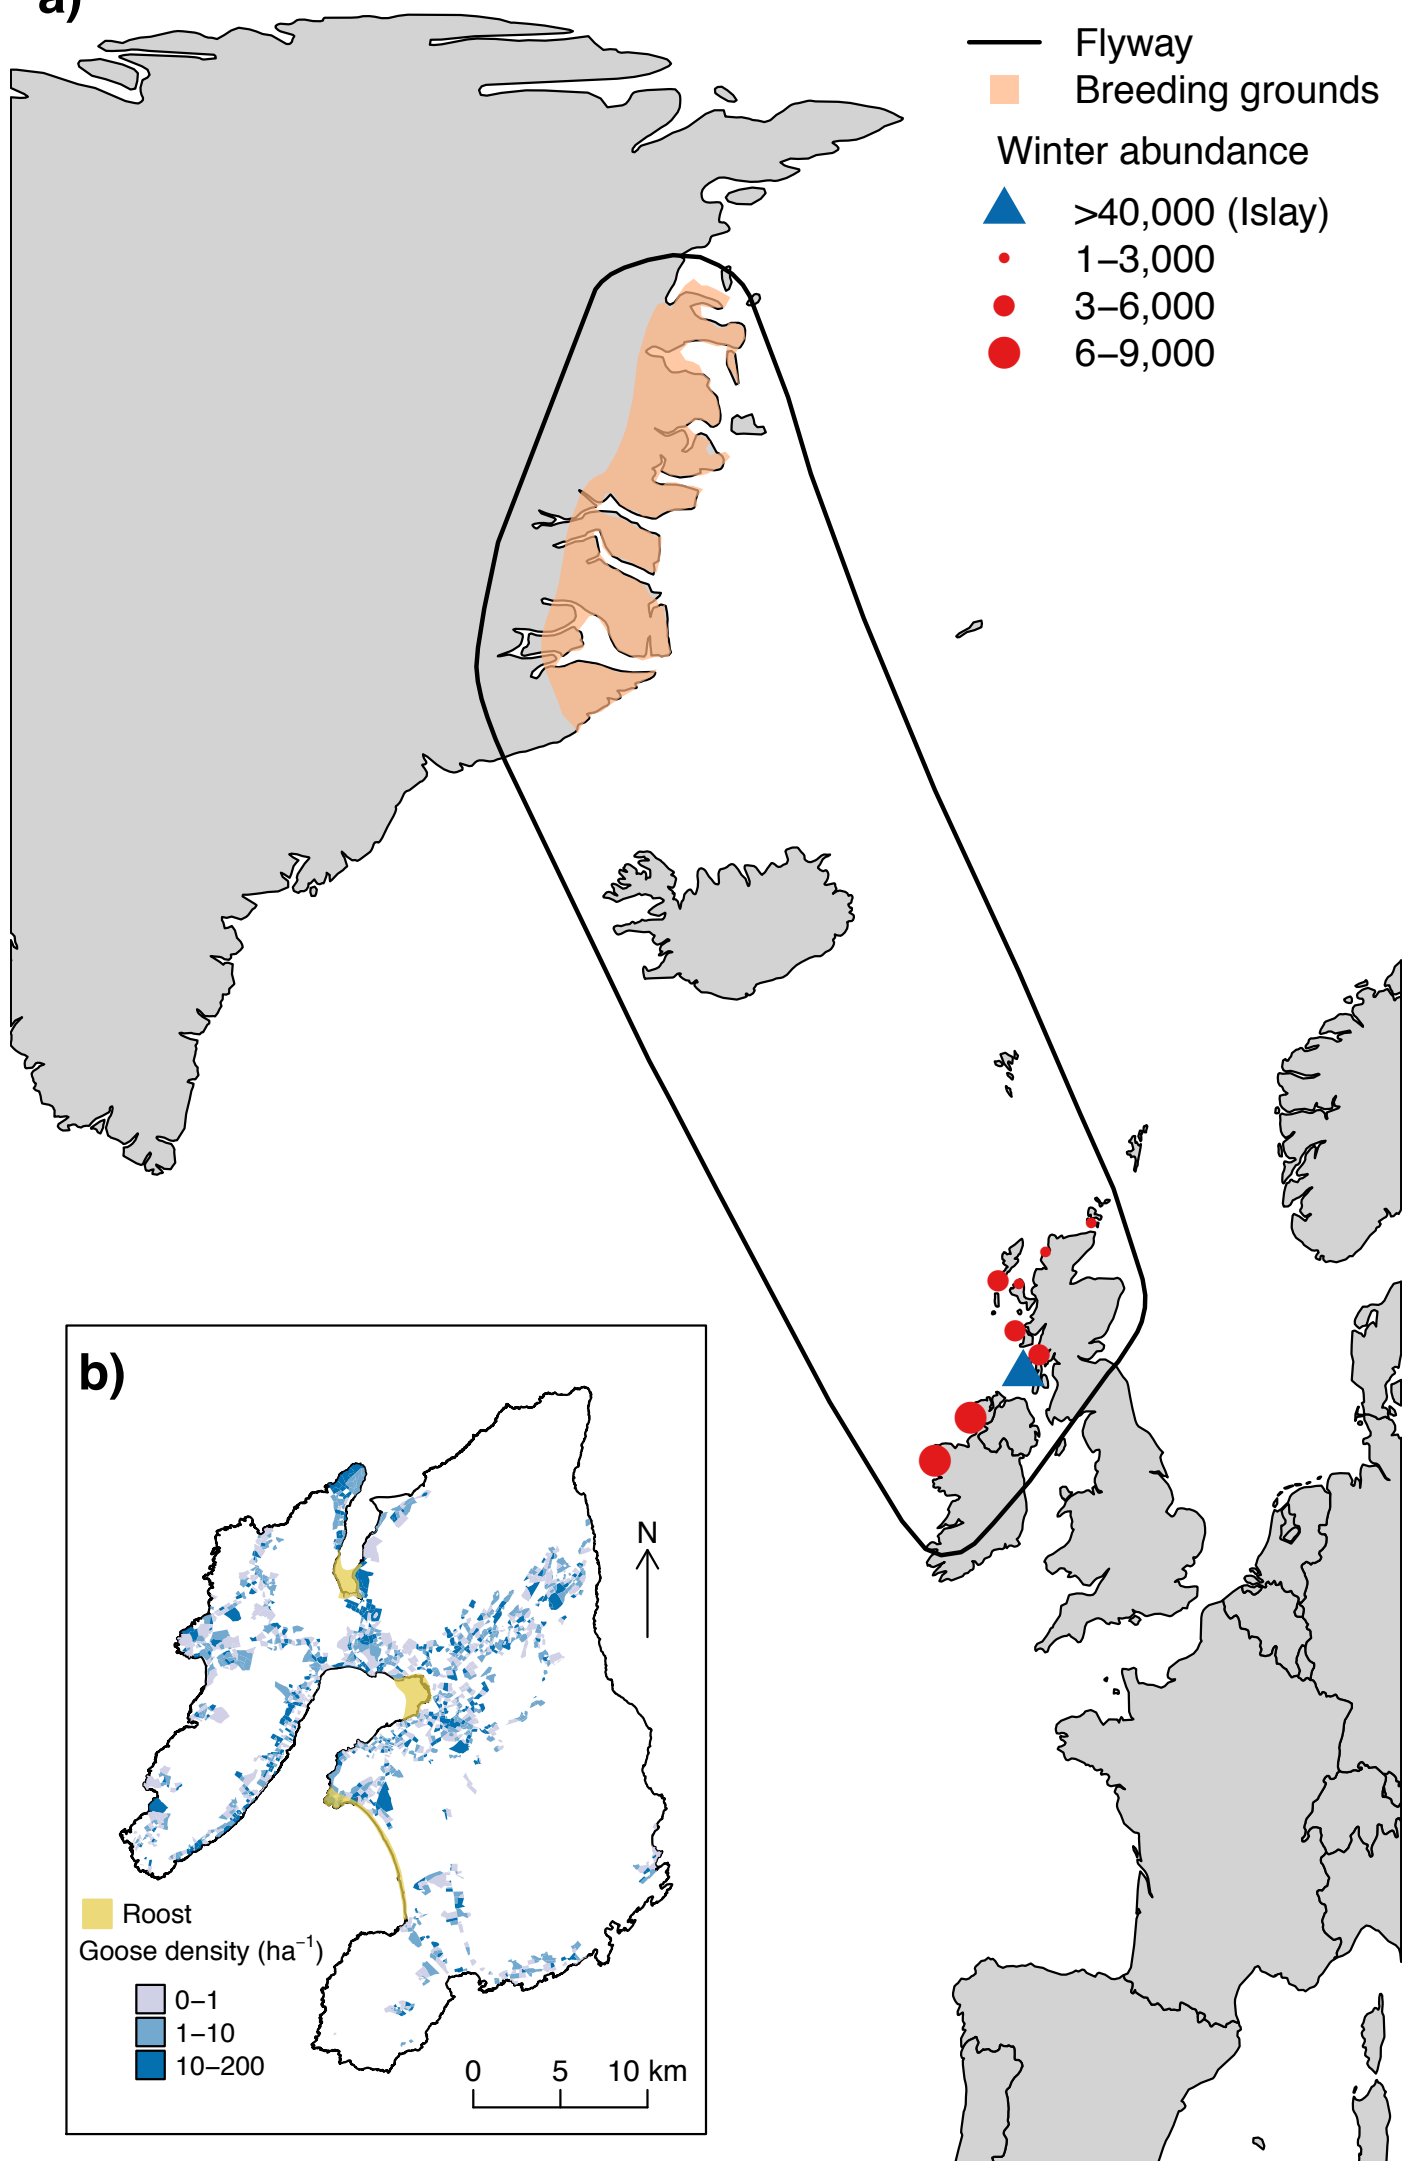 a)
Flyway
Breeding grounds
Winter abundance
>40,000 (Islay)
1–3,000
3–6,000
6–9,000
b)
N
Roost
Goose density (ha⁻¹)
0–1
1–10
10–200
0 5 10 km